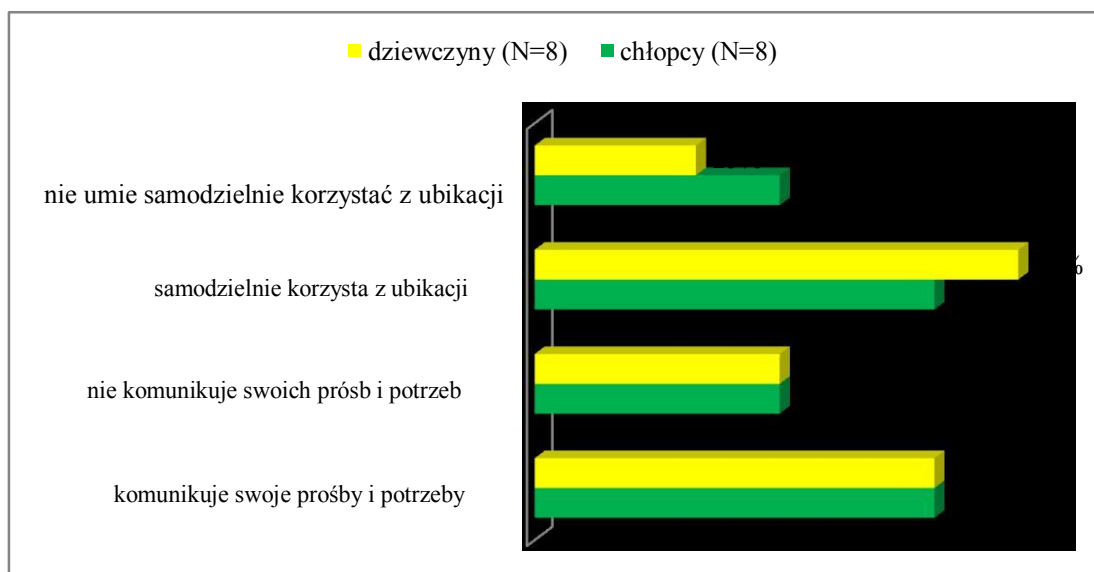 dziewczyny (N=8) chłopcy (N=8)
nie umie samodzielnie korzystać z ubikacji
samodzielnie korzysta z ubikacji
%
nie komunikuje swoich próśb i potrzeb
komunikuje swoje prośby i potrzeby